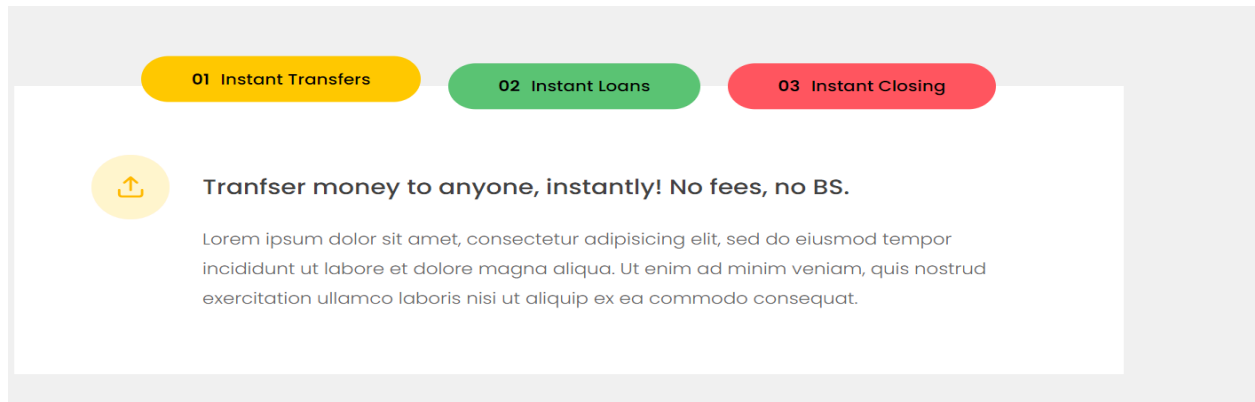 01 Instant Transfers
02 Instant Loans
03 Instant Closing
Tranfser money to anyone, instantly! No fees, no BS.
Lorem ipsum dolor sit amet, consectetur adipisicing elit, sed do eiusmod tempor
incididunt ut labore et dolore magna aliqua. Ut enim ad minim veniam, quis nostrud
exercitation ullamco laboris nisi ut aliquip ex ea commodo consequat.